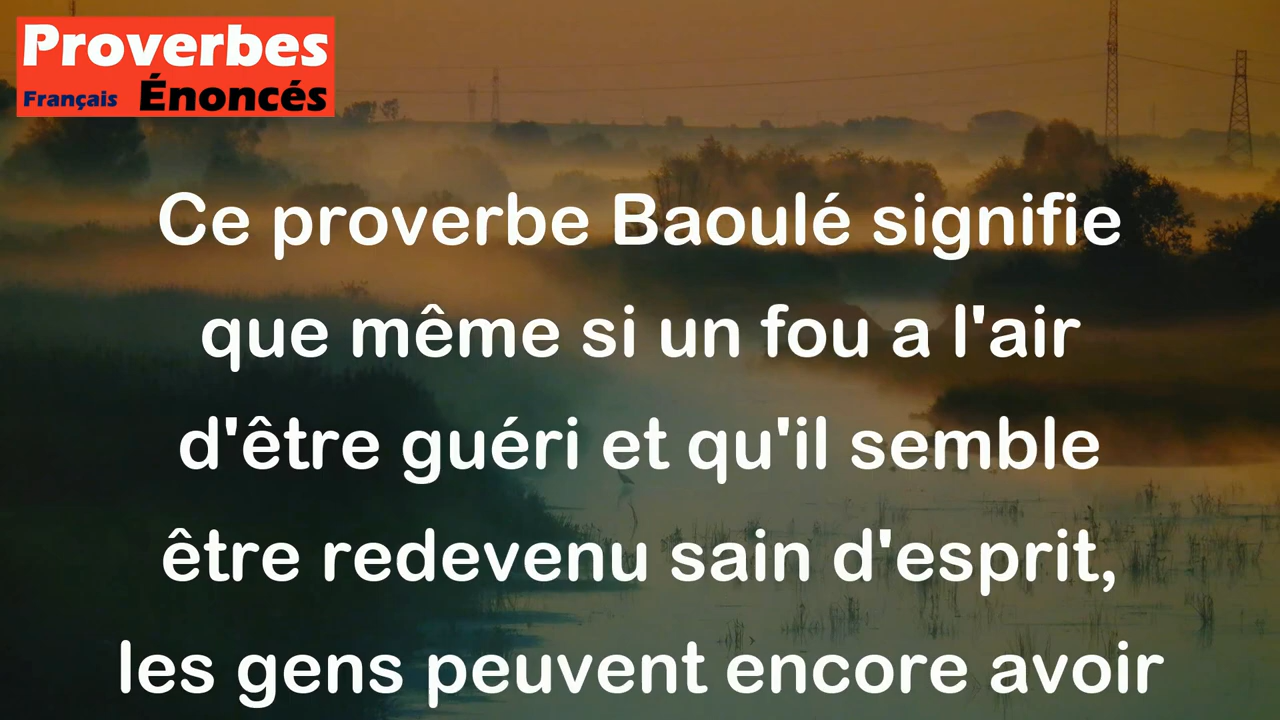 Proverbes
Français Énoncés
Ce proverbe Baoulé signifie
que même si un fou a l'air
d'être guéri et qu'il semble
être redevenu sain d'esprit,
les gens peuvent encore avoir